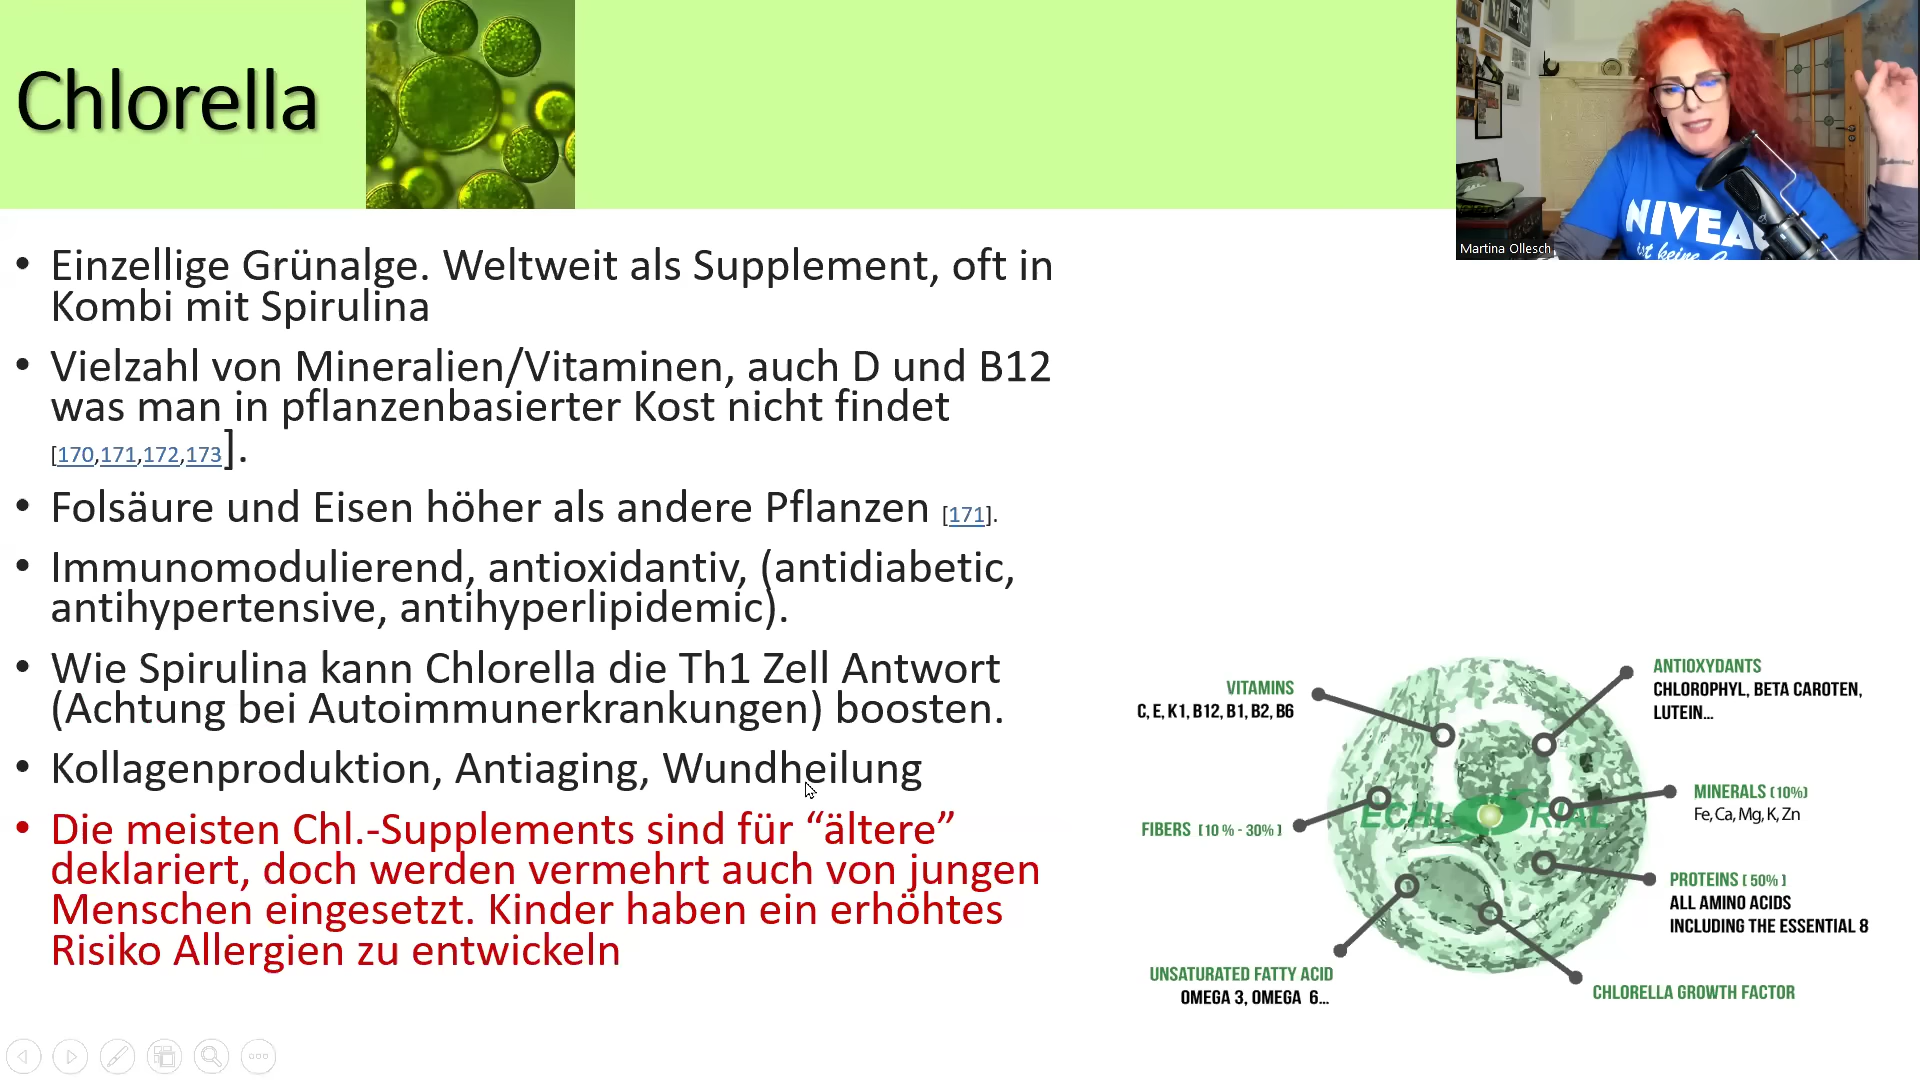 Chlorella
NIVEA
ist keine
Martina Ollesch
• Einzellige Grünalge. Weltweit als Supplement, oft in
Kombi mit Spirulina
• Vielzahl von Mineralien/Vitaminen, auch D und B12
was man in pflanzenbasierter Kost nicht findet
[170,171,172,173].
• Folsäure und Eisen höher als andere Pflanzen [171].
• Immunomodulierend, antioxidantiv, (antidiabetic,
antihypertensive, antihyperlipidemic).
• Wie Spirulina kann Chlorella die Th1 Zell Antwort
(Achtung bei Autoimmunerkrankungen) boosten.
• Kollagenproduktion, Antiaging, Wundheilung
• Die meisten Chl.-Supplements sind für “ältere”
deklariert, doch werden vermehrt auch von jungen
Menschen eingesetzt. Kinder haben ein erhöhtes
Risiko Allergien zu entwickeln
VITAMINS
C, E, K1, B12, B1, B2, B6
ANTIOXYDANTS
CHLOROPHYL, BETA CAROTEN,
LUTEIN...
FIBERS [10 % - 30% ]
ECHLORIAL
MINERALS (10%)
Fe, Ca, Mg, K, Zn
PROTEINS [ 50% ]
ALL AMINO ACIDS
INCLUDING THE ESSENTIAL 8
UNSATURATED FATTY ACID
OMEGA 3, OMEGA 6...
CHLORELLA GROWTH FACTOR